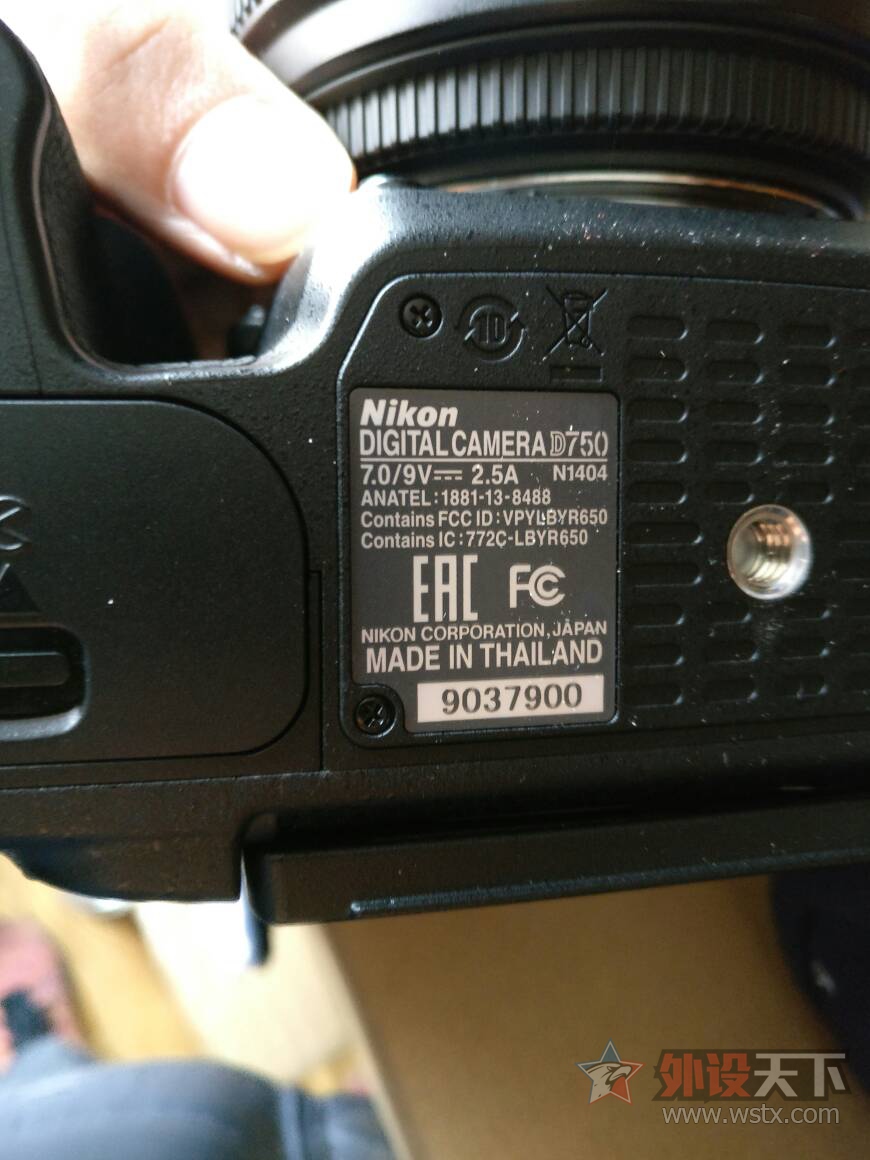 10
Nikon
DIGITAL CAMERA D750
7.0/9V⎓ 2.5A N1404
ANATEL:1881-13-8488
Contains FCC ID:VPYLBYR650
Contains IC:772C-LBYR650
EAC FC
NIKON CORPORATION, JAPAN
MADE IN THAILAND
9037900
外设天下
www.wstx.com